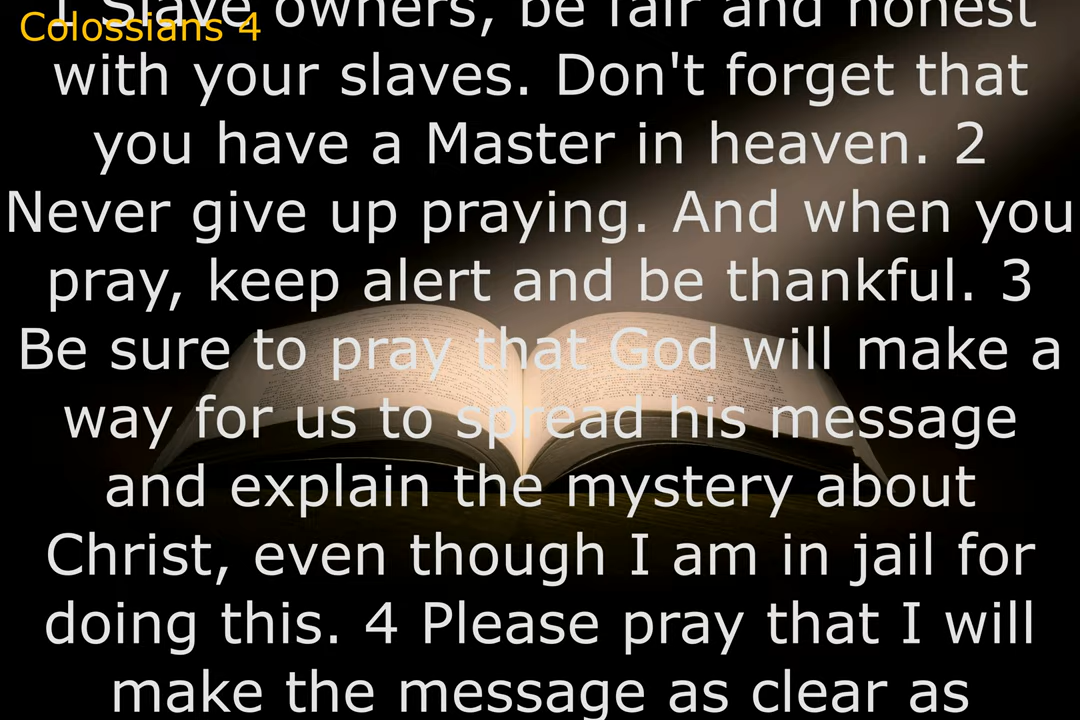 Colossians 4
1 Slave owners, be fair and honest
with your slaves. Don't forget that
you have a Master in heaven. 2
Never give up praying. And when you
pray, keep alert and be thankful. 3
Be sure to pray that God will make a
way for us to spread his message
and explain the mystery about
Christ, even though I am in jail for
doing this. 4 Please pray that I will
make the message as clear as